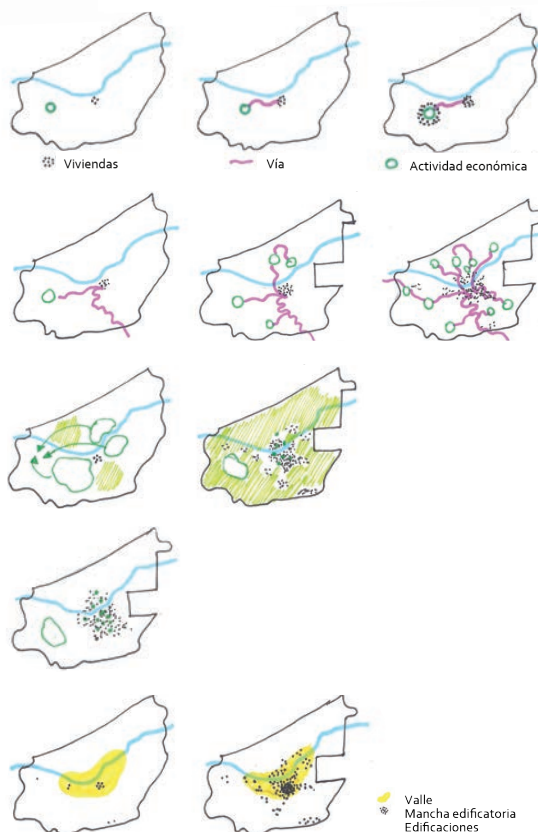 Viviendas
Vía
Actividad económica
Valle
Mancha edificatoria
Edificaciones